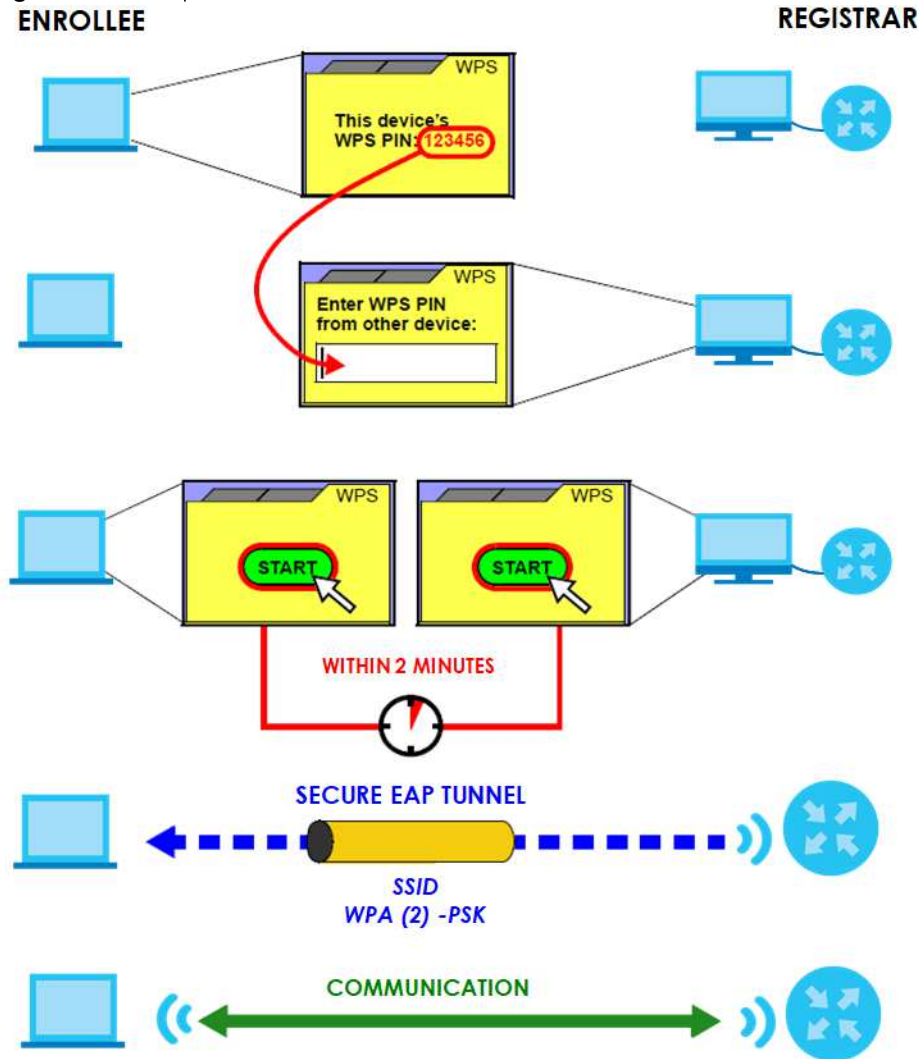 ENROLLEE
REGISTRAR
WPS
This device's
WPS PIN: 123456
WPS
Enter WPS PIN
from other device:
WPS
WPS
START
START
WITHIN 2 MINUTES
SECURE EAP TUNNEL
SSID
WPA (2) -PSK
COMMUNICATION